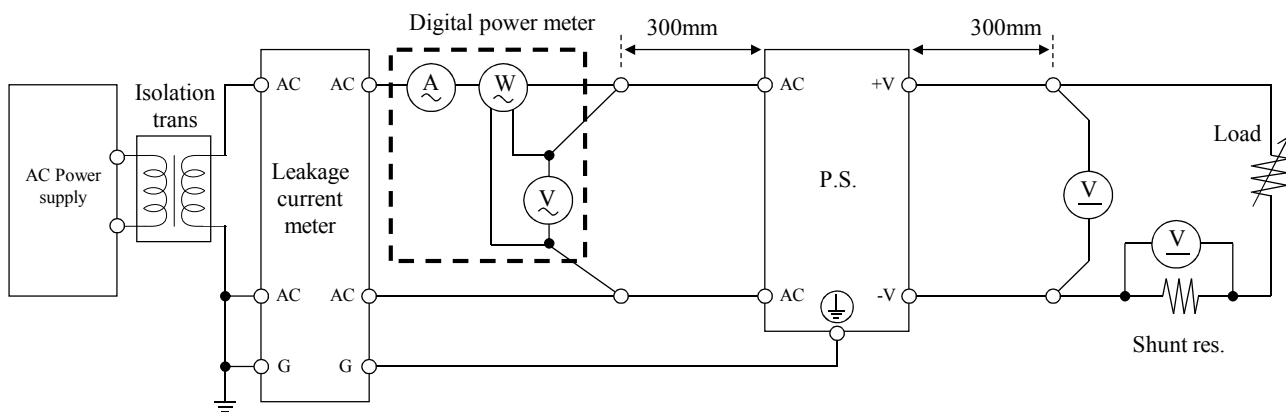 Digital power meter
300mm
300mm
Isolation
trans
AC
AC
A
W
AC
+V
Load
AC Power
supply
Leakage
current
meter
V
P.S.
V
V
AC
AC
AC
-V
Shunt res.
G
G